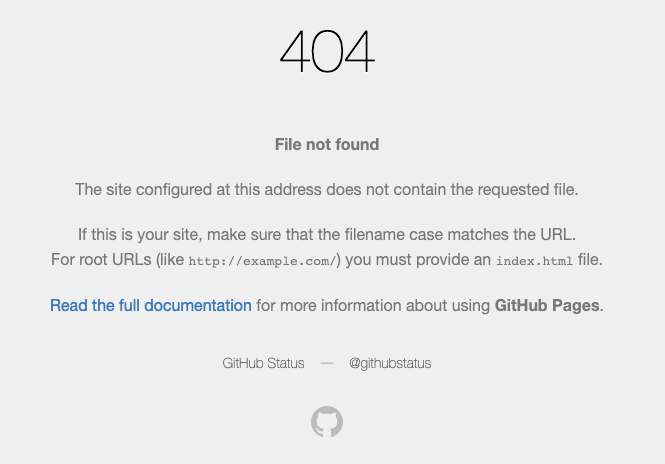 404
File not found
The site configured at this address does not contain the requested file.
If this is your site, make sure that the filename case matches the URL.
For root URLs (like http://example.com/) you must provide an index.html file.
Read the full documentation for more information about using GitHub Pages.
GitHub Status — @githubstatus